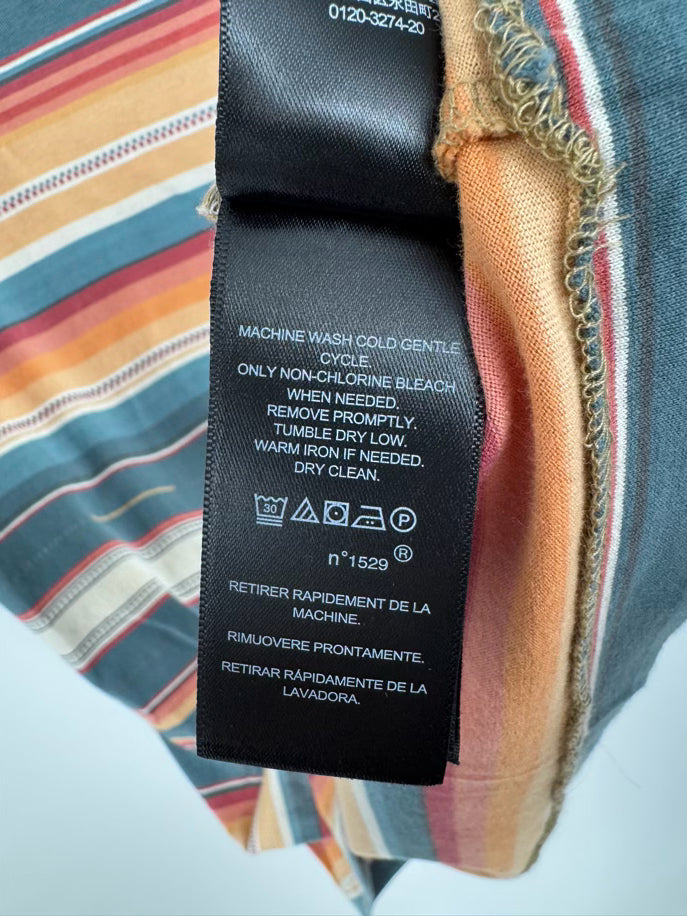 0120-3274-20
MACHINE WASH COLD GENTLE
CYCLE.
ONLY NON-CHLORINE BLEACH
WHEN NEEDED.
REMOVE PROMPTLY.
TUMBLE DRY LOW.
WARM IRON IF NEEDED.
DRY CLEAN.
30 P
n°1529 ®
RETIRER RAPIDEMENT DE LA
MACHINE.
RIMUOVERE PRONTAMENTE.
RETIRAR RÁPIDAMENTE DE LA
LAVADORA.